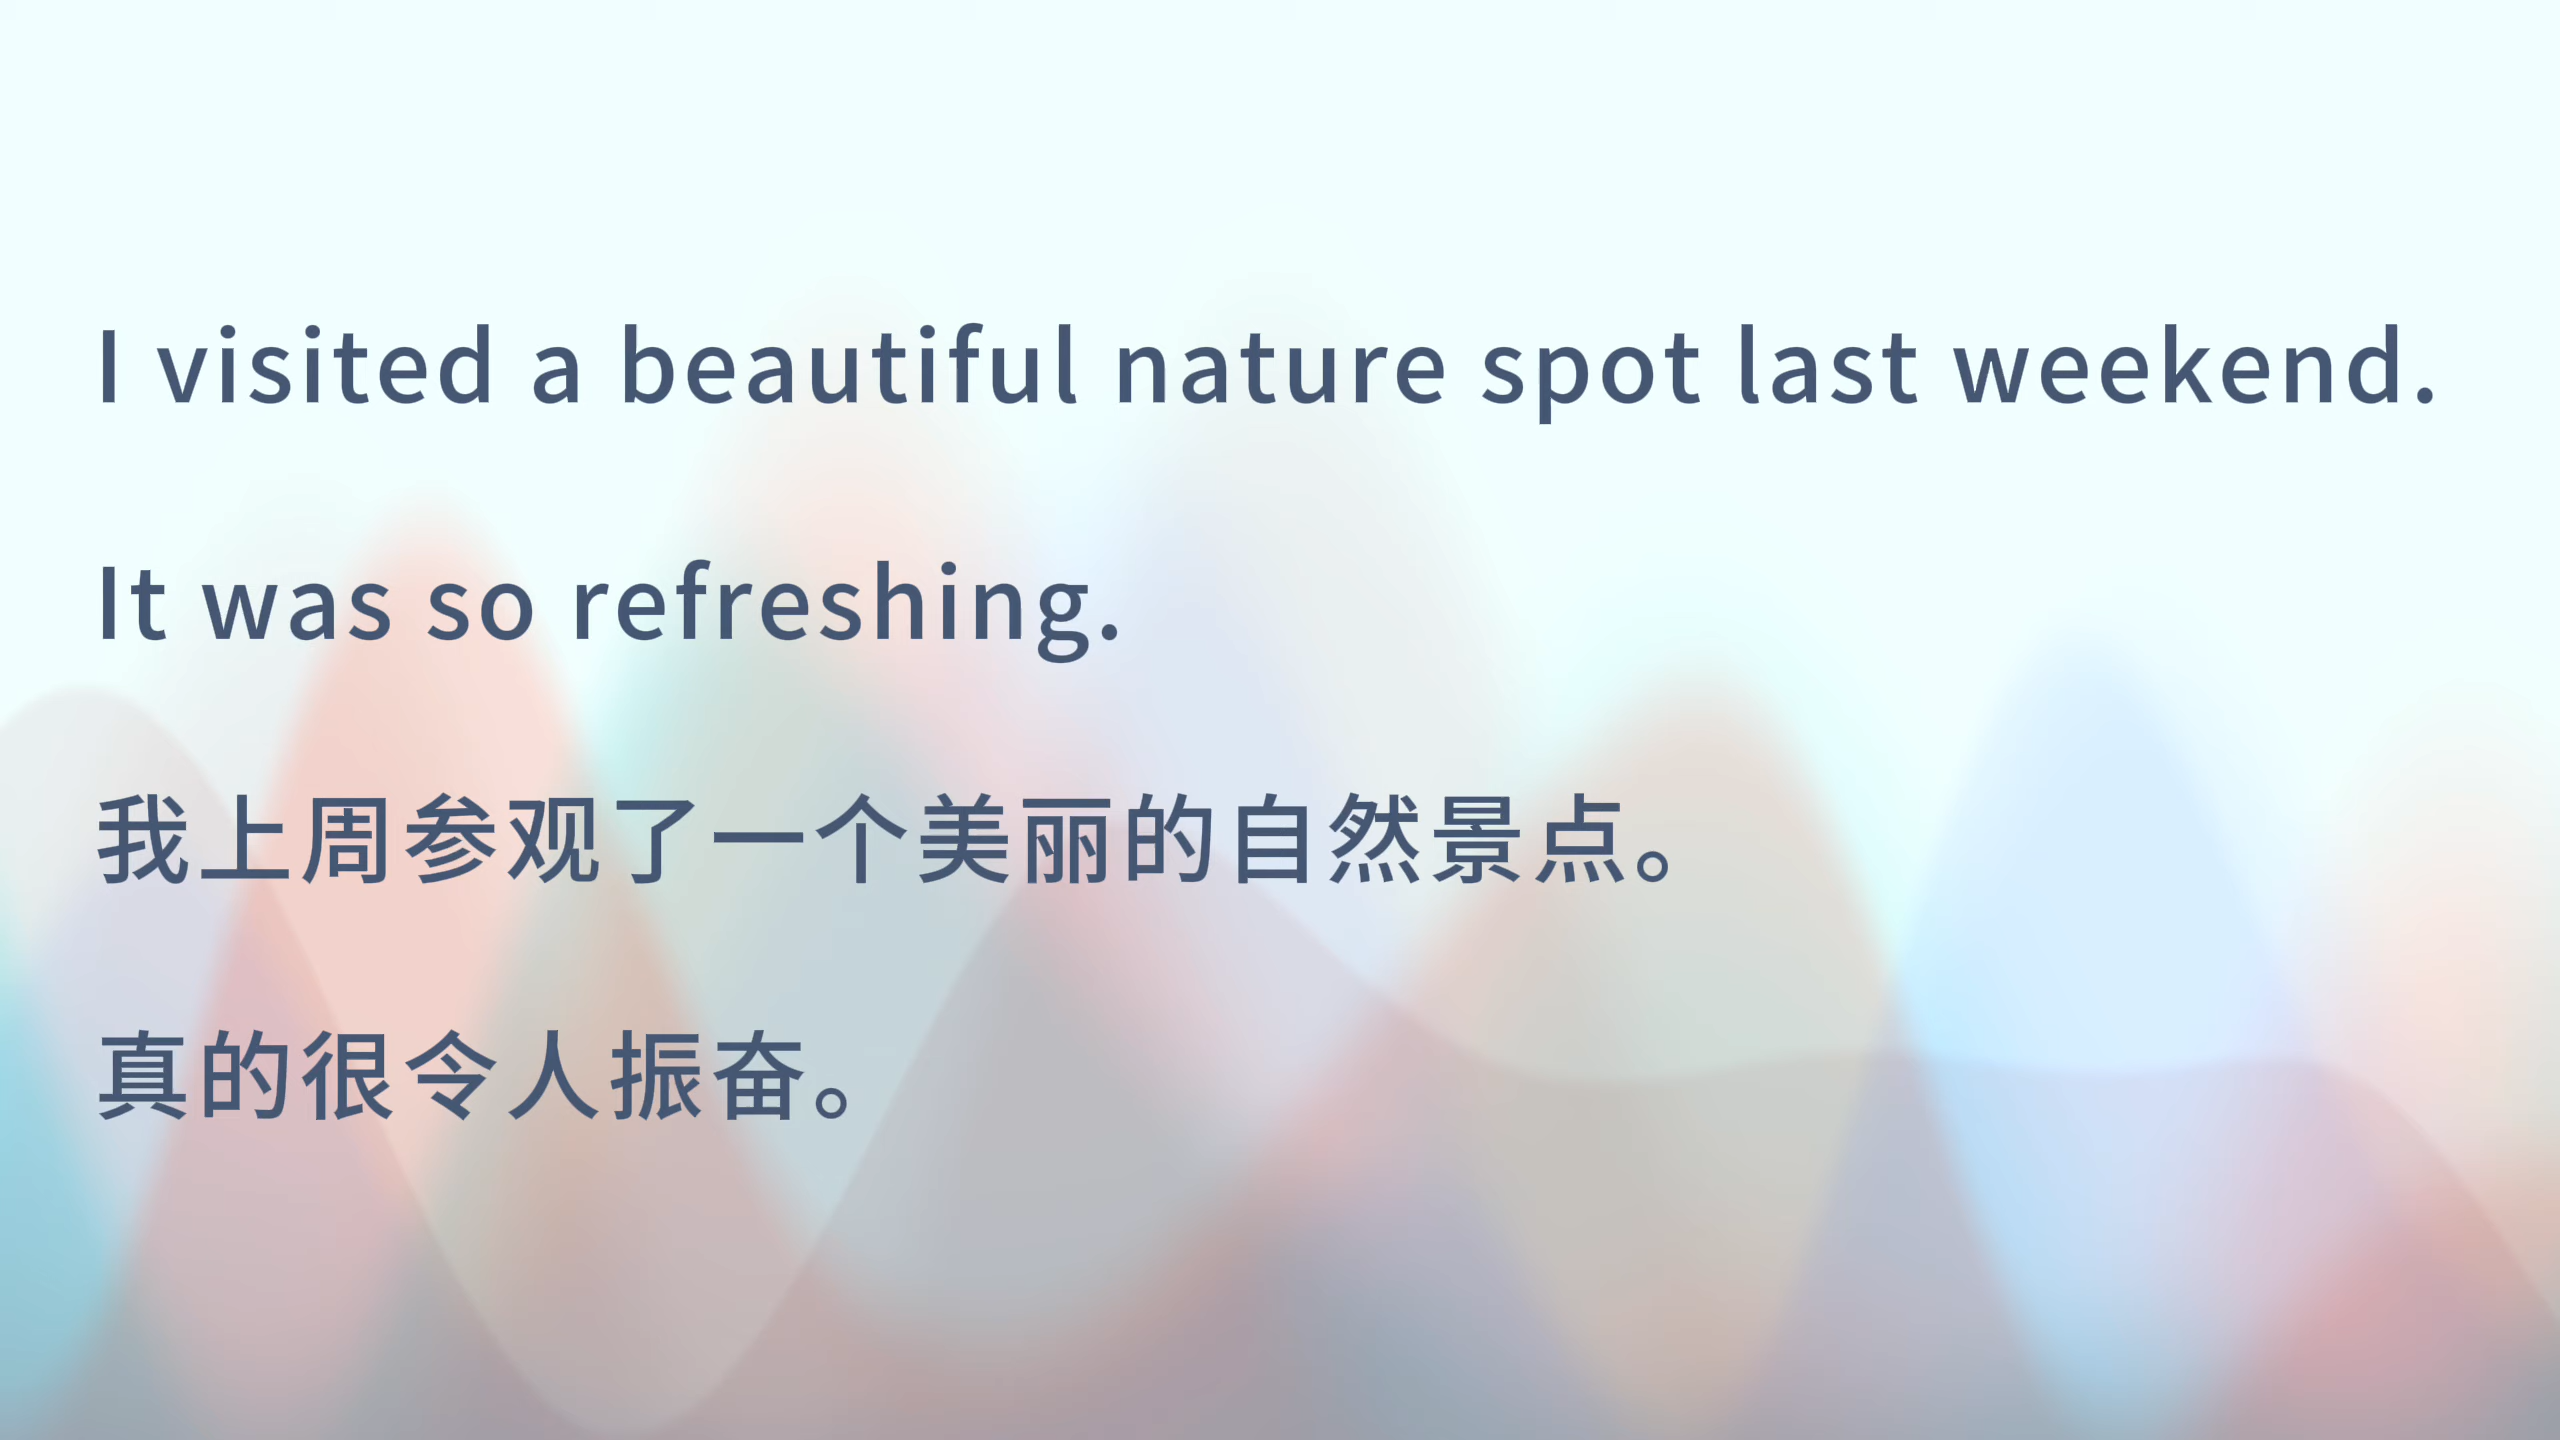 I visited a beautiful nature spot last weekend.
It was so refreshing.
我上周参观了一个美丽的自然景点。
真的很令人振奋。